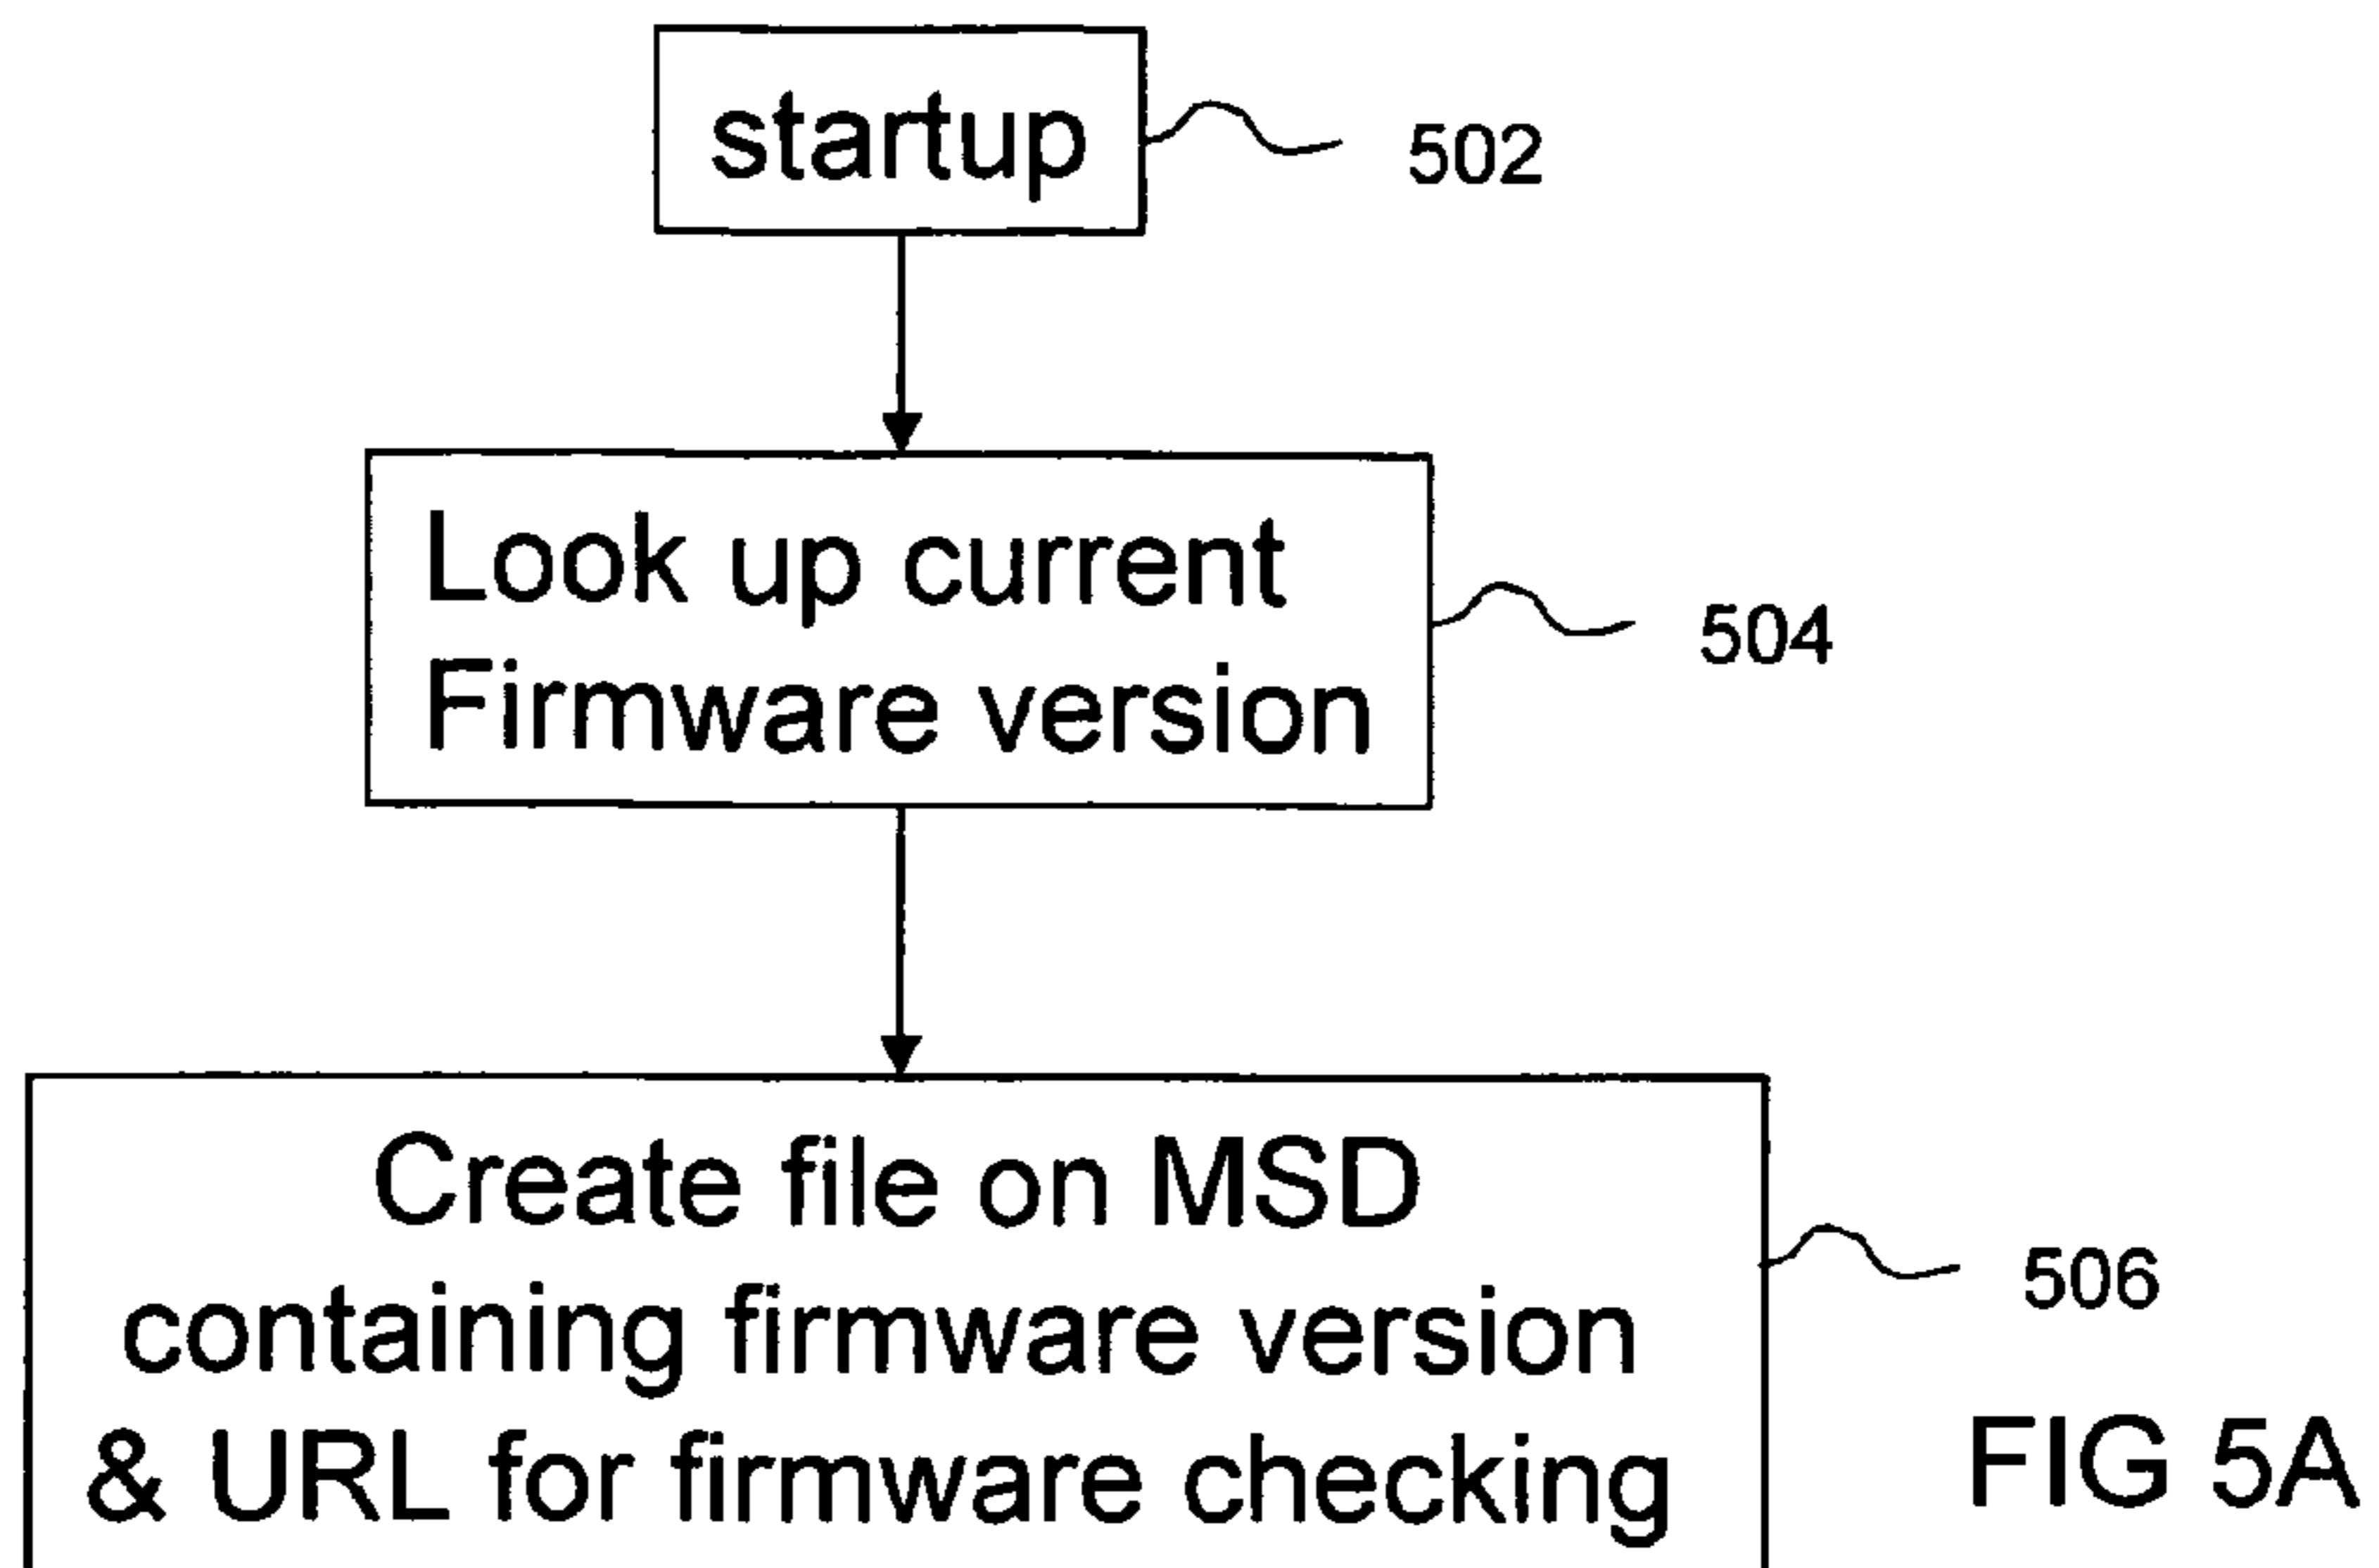 startup
502
Look up current
Firmware version
504
Create file on MSD
containing firmware version
& URL for firmware checking
506
FIG 5A